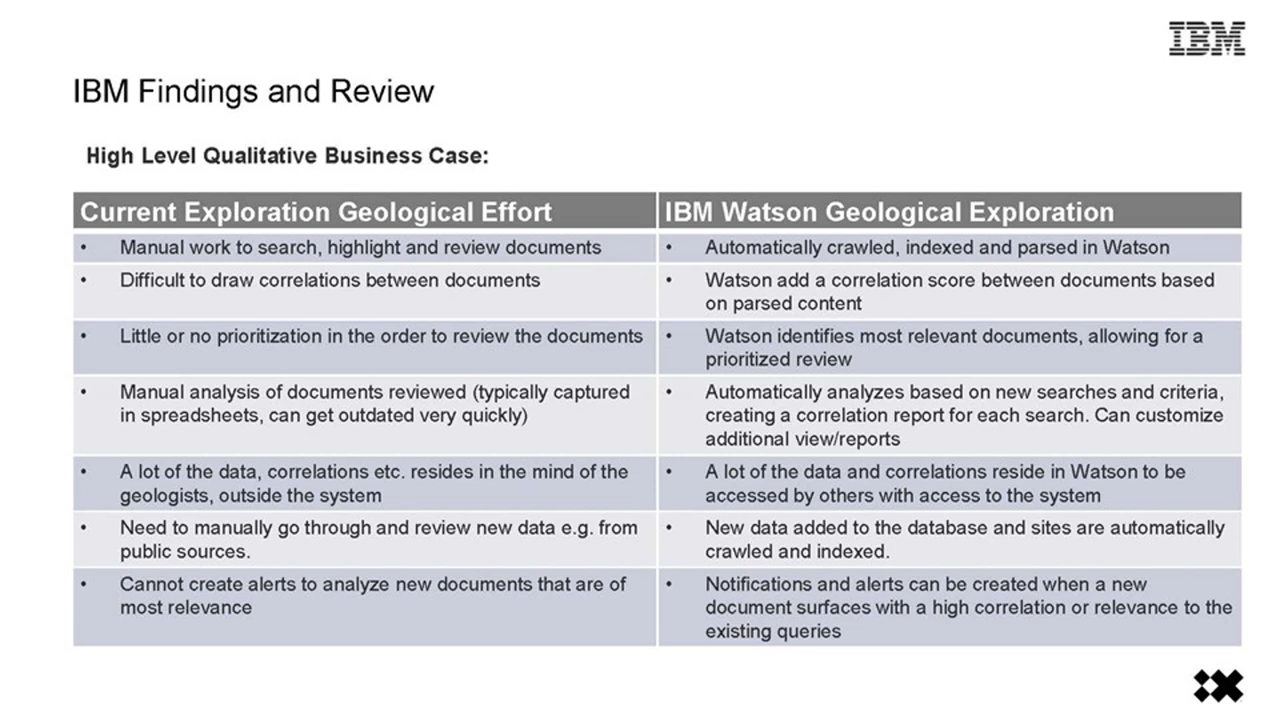 IBM
IBM Findings and Review
High Level Qualitative Business Case:
Current Exploration Geological Effort
IBM Watson Geological Exploration
• Manual work to search, highlight and review documents
• Automatically crawled, indexed and parsed in Watson
• Difficult to draw correlations between documents
• Watson add a correlation score between documents based
on parsed content
• Little or no prioritization in the order to review the documents
• Watson identifies most relevant documents, allowing for a
prioritized review
• Manual analysis of documents reviewed (typically captured
in spreadsheets, can get outdated very quickly)
• Automatically analyzes based on new searches and criteria,
creating a correlation report for each search. Can customize
additional view/reports
• A lot of the data, correlations etc. resides in the mind of the
geologists, outside the system
• A lot of the data and correlations reside in Watson to be
accessed by others with access to the system
• Need to manually go through and review new data e.g. from
public sources.
• New data added to the database and sites are automatically
crawled and indexed.
• Cannot create alerts to analyze new documents that are of
most relevance
• Notifications and alerts can be created when a new
document surfaces with a high correlation or relevance to the
existing queries